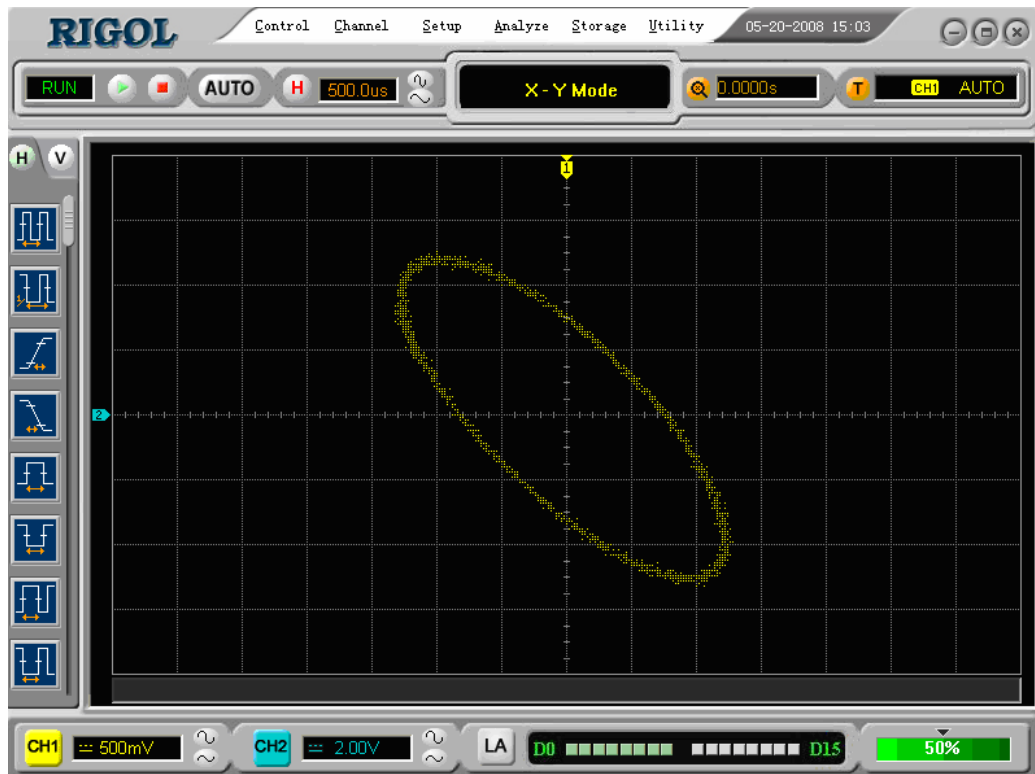 RIGOL
Control Channel Setup Analyze Storage Utility 05-20-2008 15:03
RUN AUTO H 500.0us X-Y Mode 0.0000s T CH1 AUTO
H V
1
1/
2
CH1 500mV CH2 2.00V LA D0 D15 50%